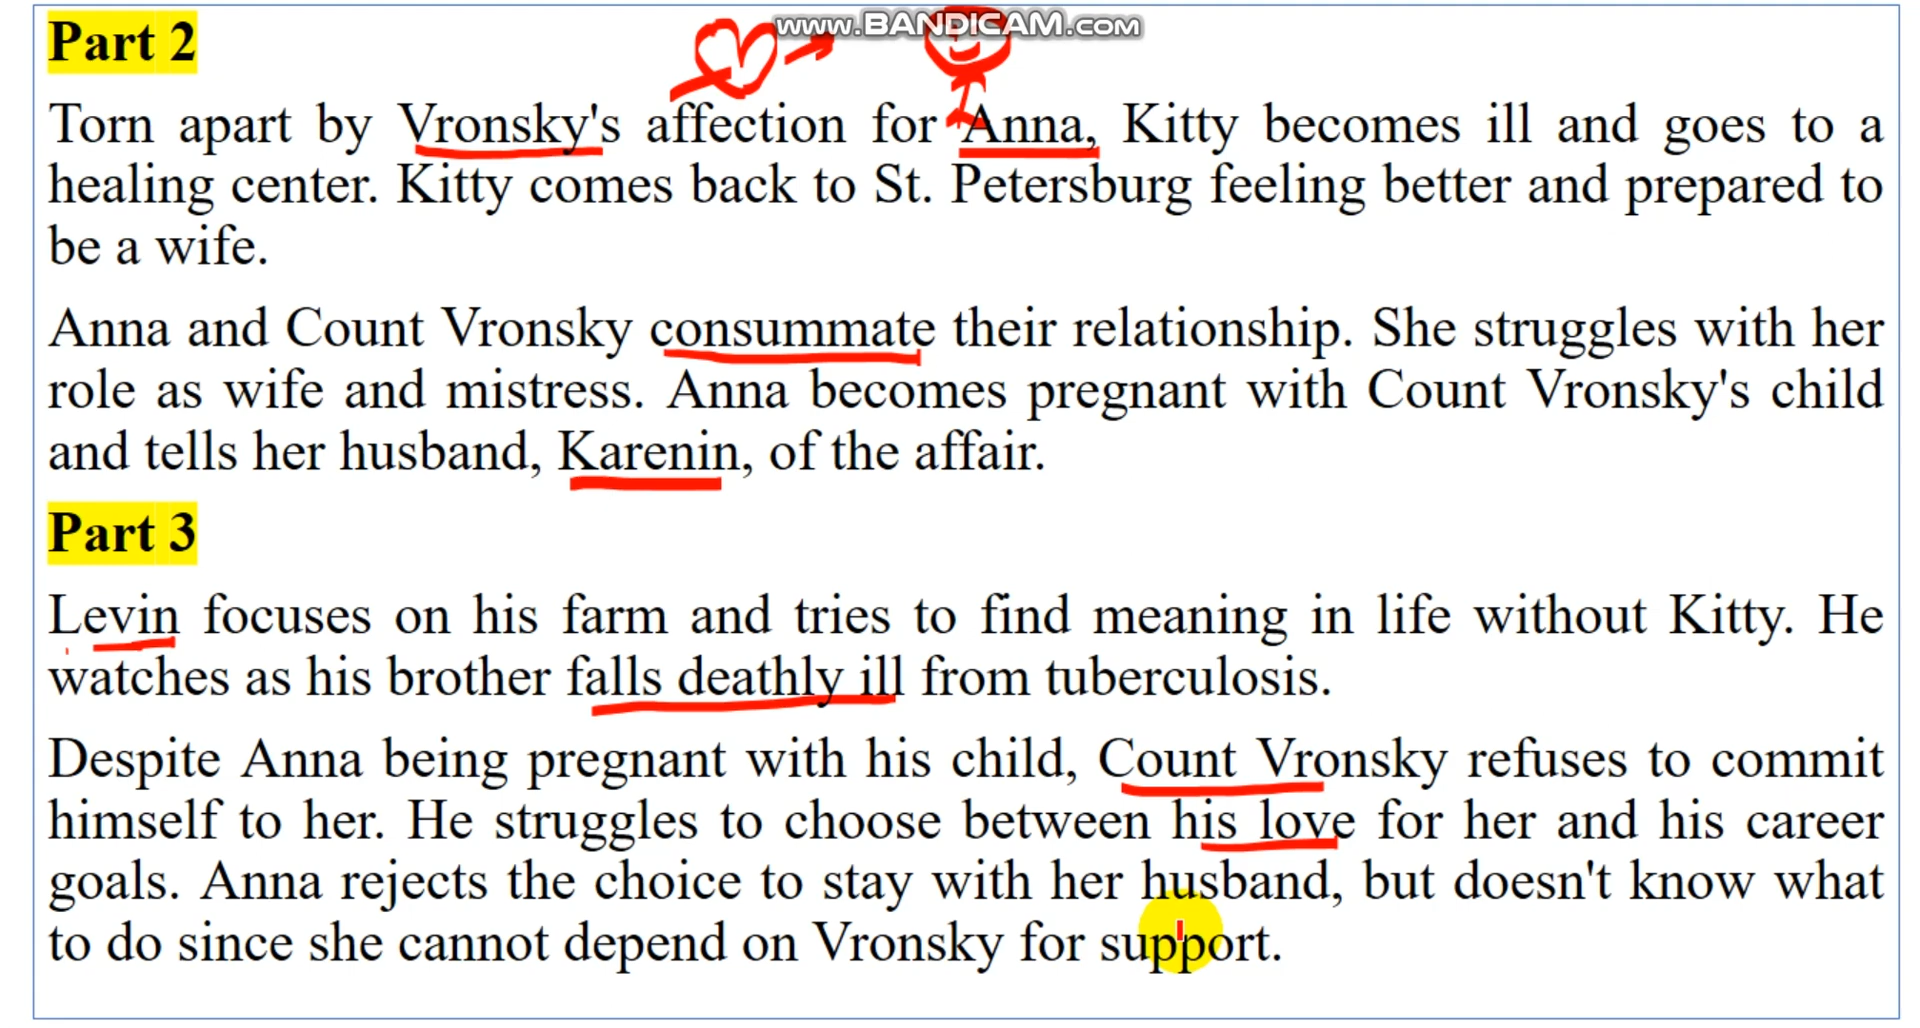 www.BANDICAM.com
Part 2
Torn apart by Vronsky's affection for Anna, Kitty becomes ill and goes to a
healing center. Kitty comes back to St. Petersburg feeling better and prepared to
be a wife.
Anna and Count Vronsky consummate their relationship. She struggles with her
role as wife and mistress. Anna becomes pregnant with Count Vronsky's child
and tells her husband, Karenin, of the affair.
Part 3
Levin focuses on his farm and tries to find meaning in life without Kitty. He
watches as his brother falls deathly ill from tuberculosis.
Despite Anna being pregnant with his child, Count Vronsky refuses to commit
himself to her. He struggles to choose between his love for her and his career
goals. Anna rejects the choice to stay with her husband, but doesn't know what
to do since she cannot depend on Vronsky for support.